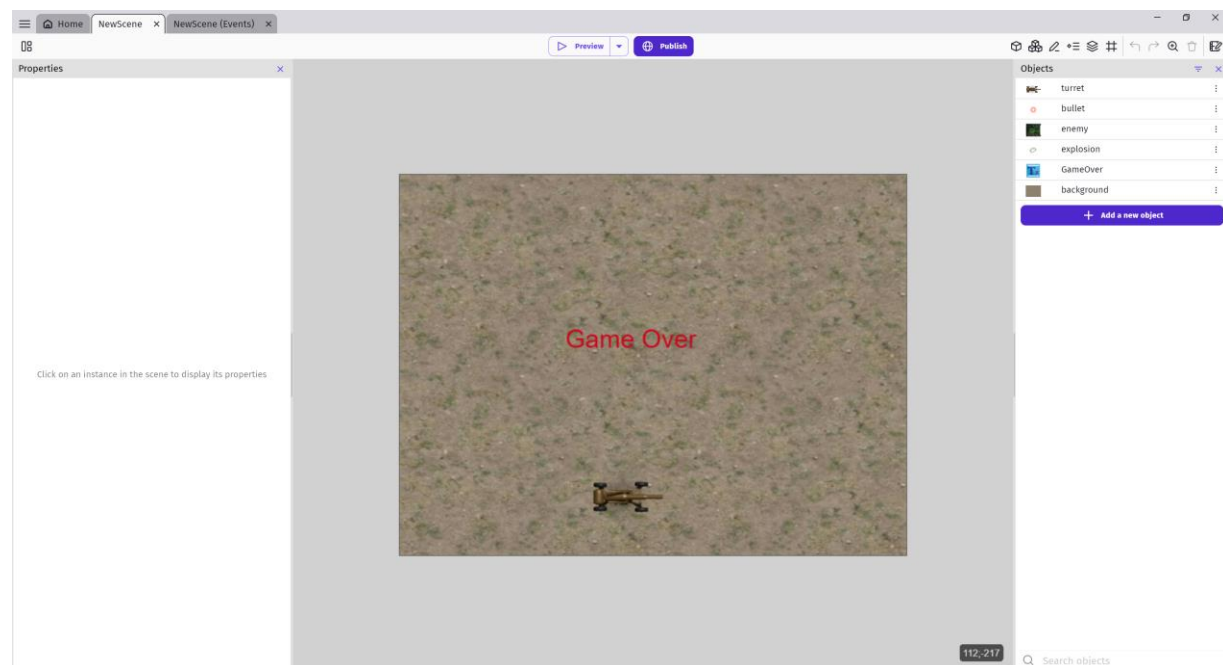 Home
NewScene
NewScene (Events)
Preview
Publish
Properties
Click on an instance in the scene to display its properties
Game Over
112;-217
Objects
turret
bullet
enemy
explosion
GameOver
background
Add a new object
Search objects